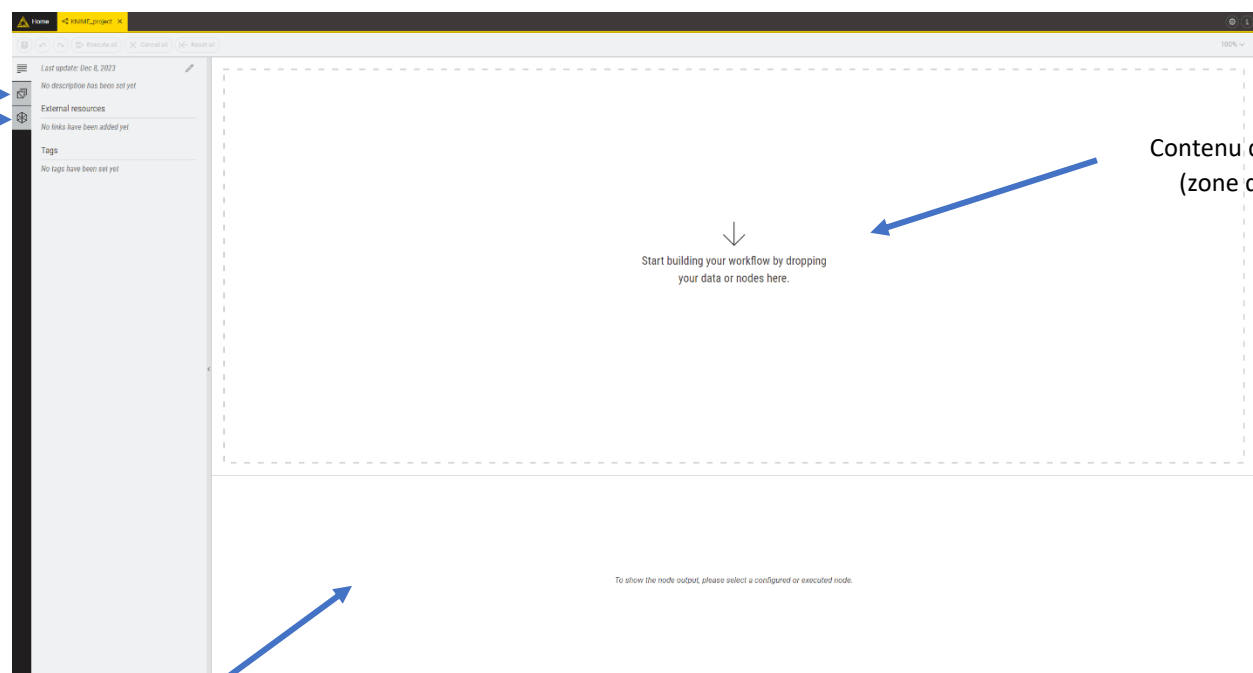 Home
KNIME_project
Execute all
Cancel all
Reset all
100%
Last update: Dec 8, 2023
No description has been set yet
External resources
No links have been added yet
Tags
No tags have been set yet
Contenu
(zone
Start building your workflow by dropping
your data or nodes here.
To show the node output, please select a configured or executed node.